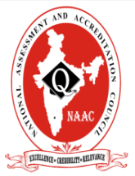 NATIONAL ASSESSMENT AND ACCREDITATION COUNCIL
Q
NAAC
EXCELLENCE • CREDIBILITY • RELEVANCE